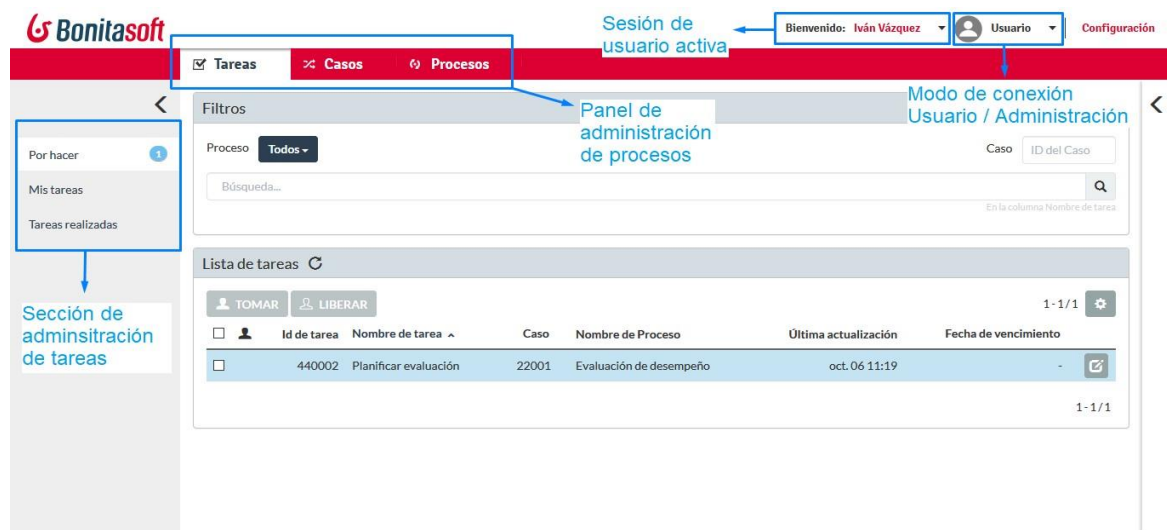 Bonitasoft
Sesión de
usuario activa
Bienvenido: Iván Vázquez
Usuario
Configuración
Tareas
Casos
Procesos
Modo de conexión
Usuario / Administración
Panel de
administración
de procesos
Filtros
Proceso Todos
Caso ID del Caso
Búsqueda...
En la columna Nombre de tarea
Por hacer 1
Mis tareas
Tareas realizadas
Sección de
adminsitración
de tareas
Lista de tareas
TOMAR LIBERAR 1-1/1
Id de tarea Nombre de tarea Caso Nombre de Proceso Última actualización Fecha de vencimiento
440002 Planificar evaluación 22001 Evaluación de desempeño oct. 06 11:19 -
1-1/1